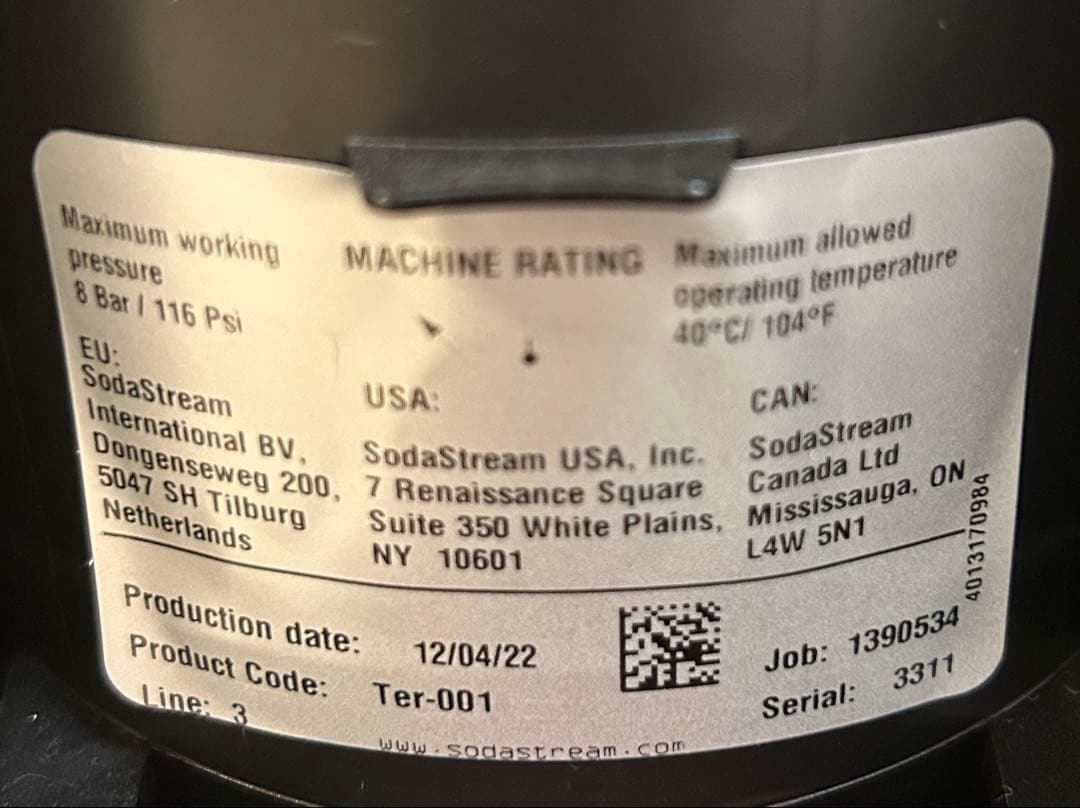 Maximum working
pressure
8 Bar / 116 Psi
MACHINE RATING
Maximum allowed
operating temperature
40°C/ 104°F
EU:
SodaStream
International BV,
Dongenseweg 200,
5047 SH Tilburg
Netherlands
USA:
SodaStream USA, Inc.
7 Renaissance Square
Suite 350 White Plains,
NY 10601
CAN:
SodaStream
Canada Ltd
Mississauga, ON
L4W 5N1
4013170984
Production date: 12/04/22
Product Code: Ter-001
Line: 3
Job: 1390534
Serial: 3311
www.sodastream.com